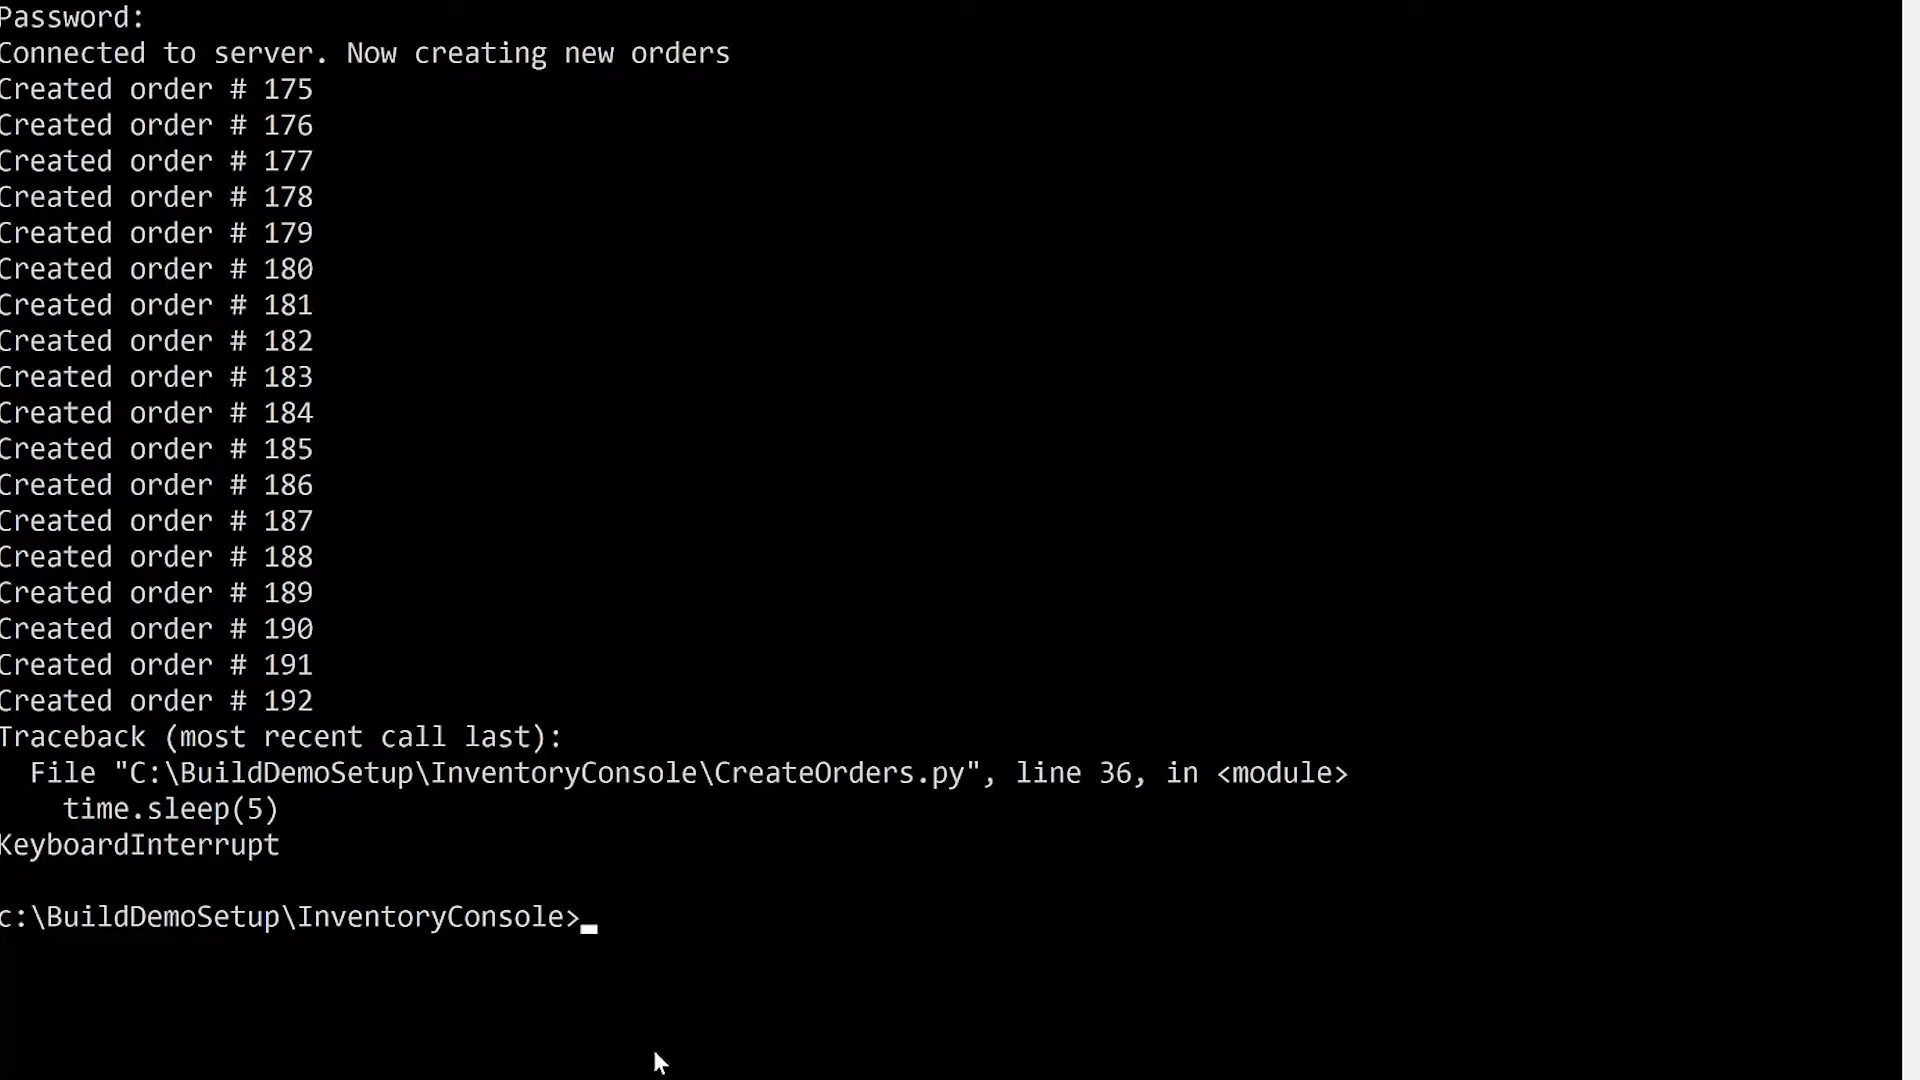 Password:
Connected to server. Now creating new orders
Created order # 175
Created order # 176
Created order # 177
Created order # 178
Created order # 179
Created order # 180
Created order # 181
Created order # 182
Created order # 183
Created order # 184
Created order # 185
Created order # 186
Created order # 187
Created order # 188
Created order # 189
Created order # 190
Created order # 191
Created order # 192
Traceback (most recent call last):
  File "C:\BuildDemoSetup\InventoryConsole\CreateOrders.py", line 36, in <module>
    time.sleep(5)
KeyboardInterrupt
c:\BuildDemoSetup\InventoryConsole>